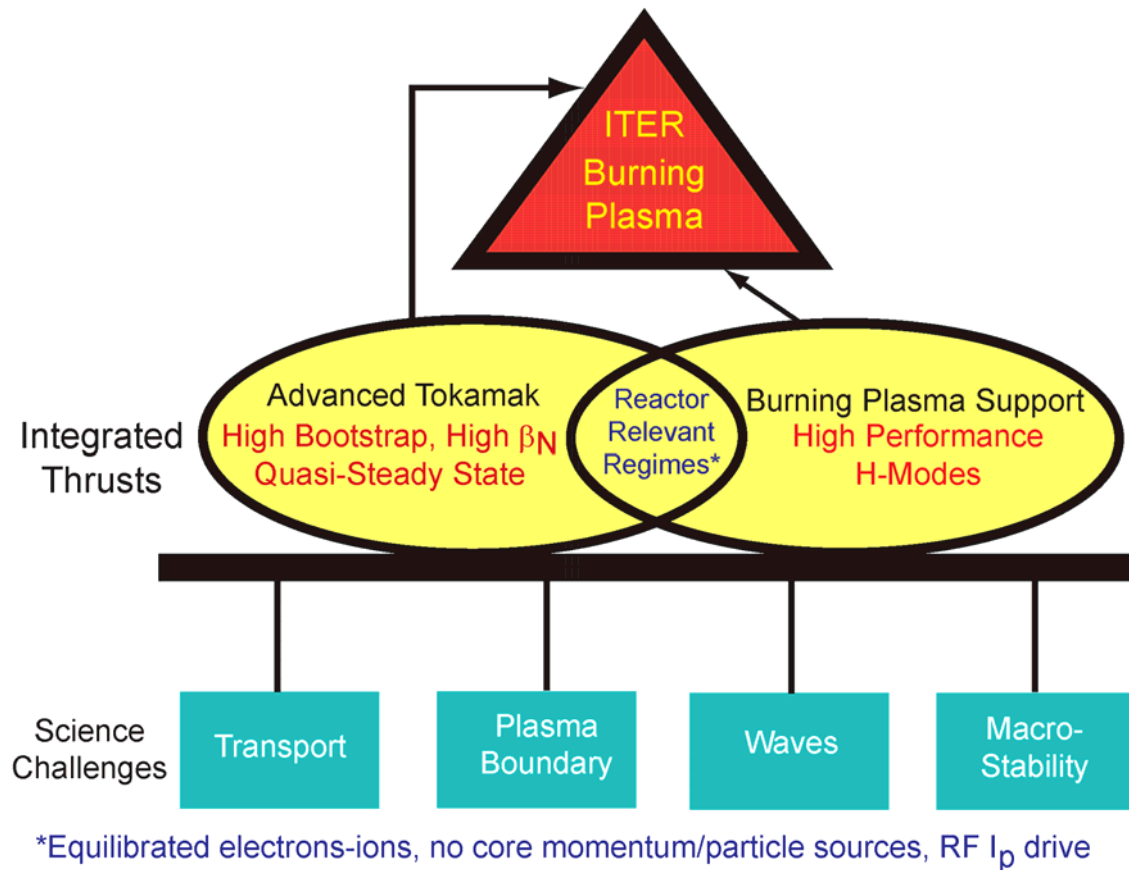 ITER
Burning
Plasma
Integrated
Thrusts
Advanced Tokamak
High Bootstrap, High βN
Quasi-Steady State
Reactor
Relevant
Regimes*
Burning Plasma Support
High Performance
H-Modes
Science
Challenges
Transport
Plasma
Boundary
Waves
Macro-
Stability
*Equilibrated electrons-ions, no core momentum/particle sources, RF Ip drive